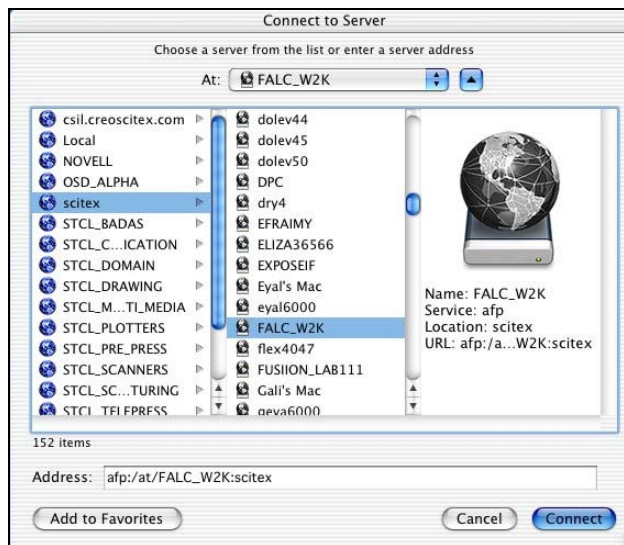 Connect to Server
Choose a server from the list or enter a server address
At: FALC_W2K
csil.creoscitex.com
Local
NOVELL
OSD_ALPHA
scitex
STCL_BADAS
STCL_C...ICATION
STCL_DOMAIN
STCL_DRAWING
STCL_M...TI_MEDIA
STCL_PLOTTERS
STCL_PRE_PRESS
STCL_SCANNERS
STCL_SC...TURING
STCL_TELEPRESS
dolev44
dolev45
dolev50
DPC
dry4
EFRAIMY
ELIZA36566
EXPOSEIF
Eyal's Mac
eyal6000
FALC_W2K
flex4047
FUSIION_LAB111
Gali's Mac
geva6000
Name: FALC_W2K
Service: afp
Location: scitex
URL: afp:/a...W2K:scitex
152 items
Address: afp:/at/FALC_W2K:scitex
Add to Favorites
Cancel
Connect